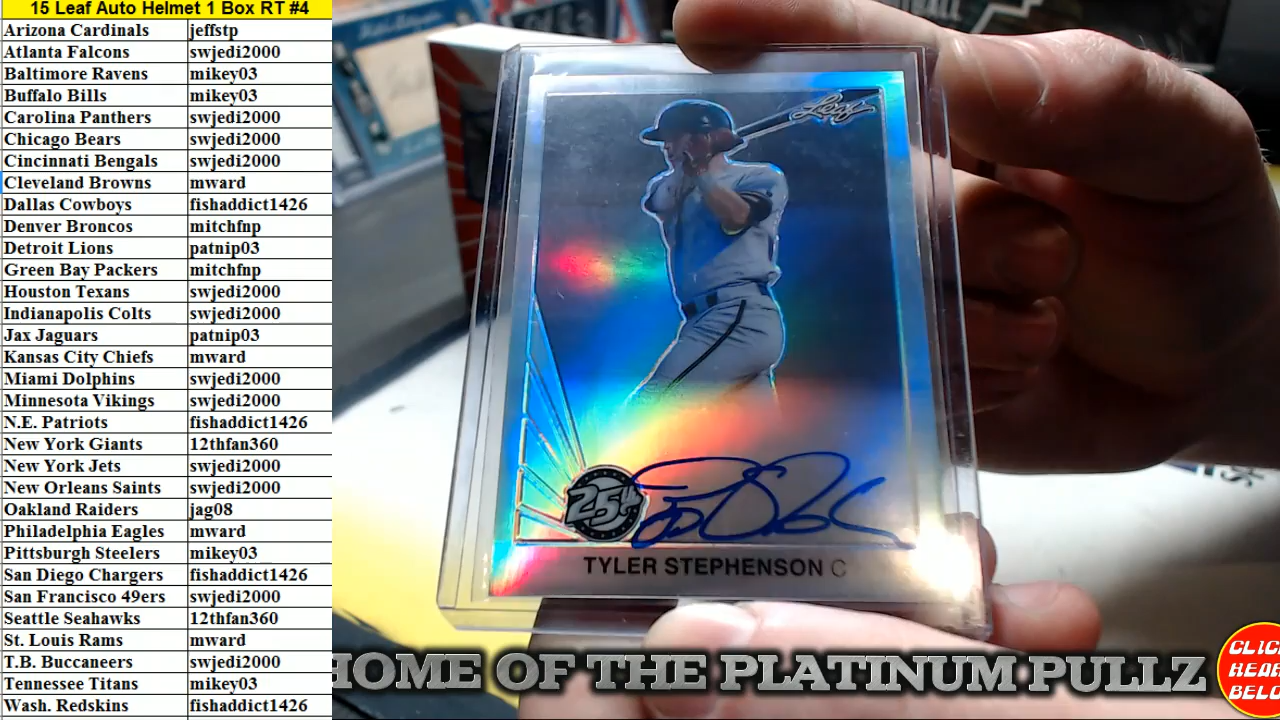 15 Leaf Auto Helmet 1 Box RT #4
Arizona Cardinals jeffstp
Atlanta Falcons swjedi2000
Baltimore Ravens mikey03
Buffalo Bills mikey03
Carolina Panthers swjedi2000
Chicago Bears swjedi2000
Cincinnati Bengals swjedi2000
Cleveland Browns mward
Dallas Cowboys fishaddict1426
Denver Broncos mitchfnp
Detroit Lions patnip03
Green Bay Packers mitchfnp
Houston Texans swjedi2000
Indianapolis Colts swjedi2000
Jax Jaguars patnip03
Kansas City Chiefs mward
Miami Dolphins swjedi2000
Minnesota Vikings swjedi2000
N.E. Patriots fishaddict1426
New York Giants 12thfan360
New York Jets swjedi2000
New Orleans Saints swjedi2000
Oakland Raiders jag08
Philadelphia Eagles mward
Pittsburgh Steelers mikey03
San Diego Chargers fishaddict1426
San Francisco 49ers swjedi2000
Seattle Seahawks 12thfan360
St. Louis Rams mward
T.B. Buccaneers swjedi2000
Tennessee Titans mikey03
Wash. Redskins fishaddict1426
Leaf
25th
TYLER STEPHENSON C
HOME OF THE PLATINUM PULLZ
CLICK
HEAR
BELO